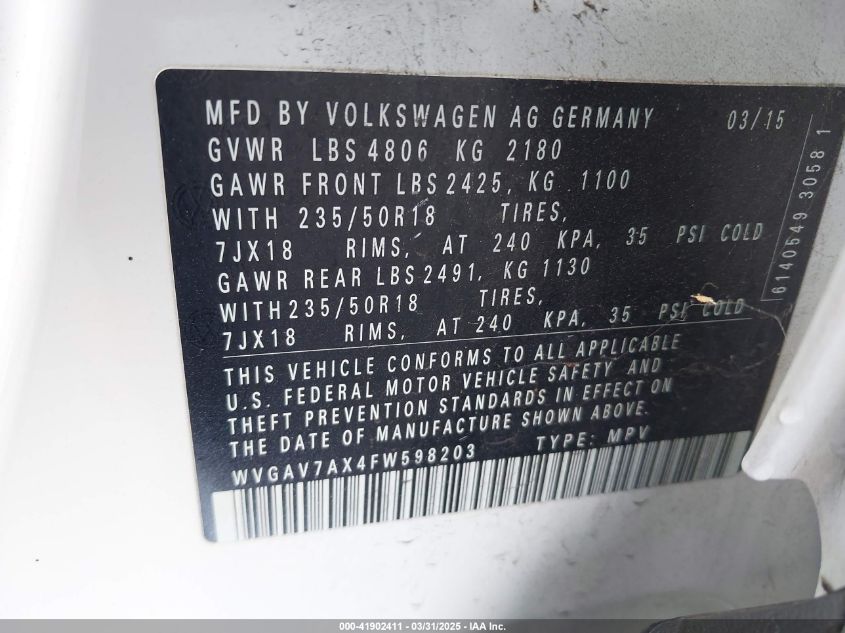 MFD BY VOLKSWAGEN AG GERMANY 03/15
GVWR LBS 4806 KG 2180
GAWR FRONT LBS 2425, KG 1100
WITH 235/50R18 TIRES,
7JX18 RIMS, AT 240 KPA, 35 PSI COLD
GAWR REAR LBS 2491, KG 1130
WITH 235/50R18 TIRES,
7JX18 RIMS, AT 240 KPA, 35 PSI COLD
THIS VEHICLE CONFORMS TO ALL APPLICABLE
U.S. FEDERAL MOTOR VEHICLE SAFETY AND
THEFT PREVENTION STANDARDS IN EFFECT ON
THE DATE OF MANUFACTURE SHOWN ABOVE.
WVGAV7AX4FW598203 TYPE: MPV
6140549 30581
000-41902411 - 03/31/2025 - IAA Inc.